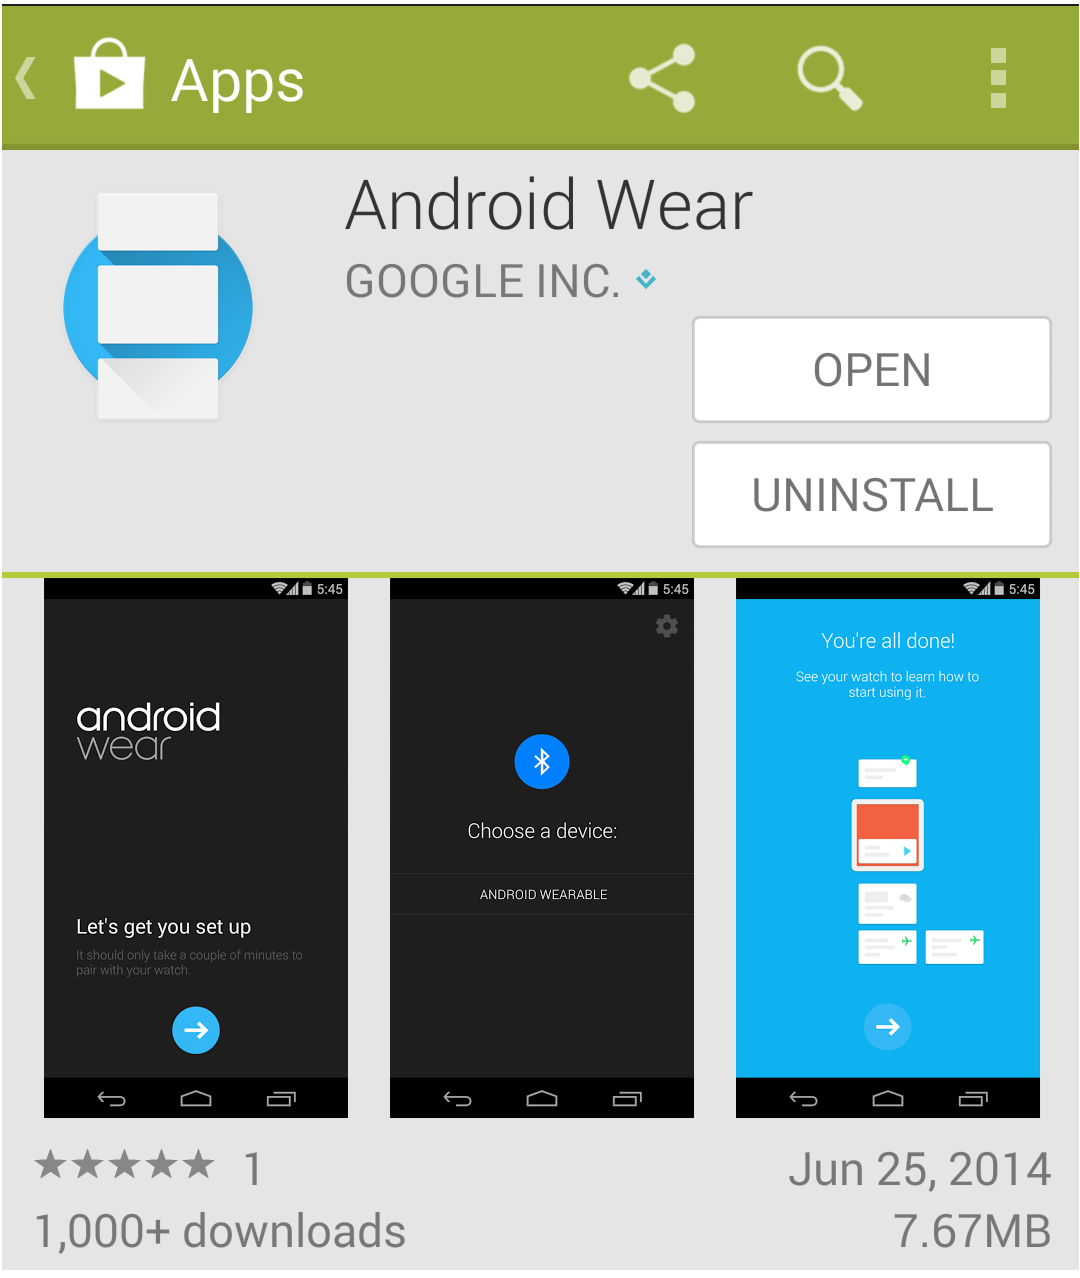 Apps
Android Wear
GOOGLE INC.
OPEN
UNINSTALL
5:45
android
wear
Let's get you set up
It should only take a couple of minutes to
pair with your watch.
5:45
Choose a device:
ANDROID WEARABLE
5:45
You're all done!
See your watch to learn how to
start using it.
1
Jun 25, 2014
1,000+ downloads
7.67MB